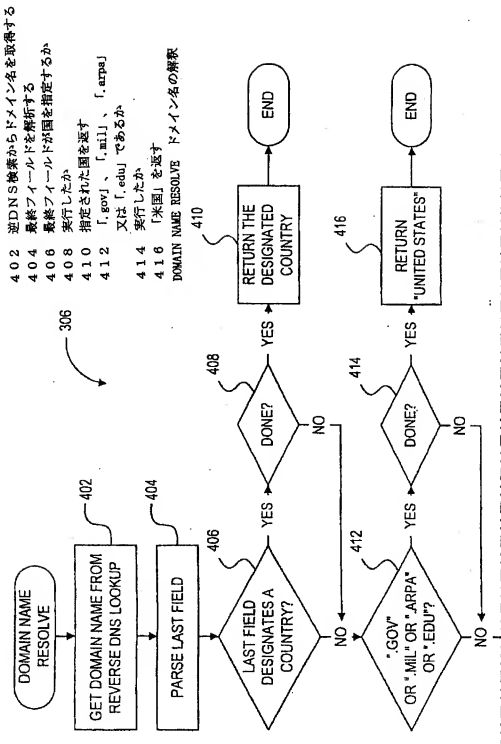 402 逆DNS検索からドメイン名を取得する
404 最終フィールドを解析する
406 最終フィールドが国を指定するか
408 実行したか
410 指定された国を返す
412 「.gov」、「.mil」、「.arpa」
又は「.edu」であるか
414 実行したか
416 「米国」を返す
DOMAIN NAME RESOLVE ドメイン名の解釈
306
DOMAIN NAME
RESOLVE
402
GET DOMAIN NAME FROM
REVERSE DNS LOOKUP
404
PARSE LAST FIELD
406
LAST FIELD
DESIGNATES A
COUNTRY?
YES
NO
408
DONE?
YES
NO
410
RETURN THE
DESIGNATED
COUNTRY
END
412
".GOV"
OR ".MIL" OR ".ARPA"
OR ".EDU"?
YES
NO
414
DONE?
YES
NO
416
RETURN
"UNITED STATES"
END